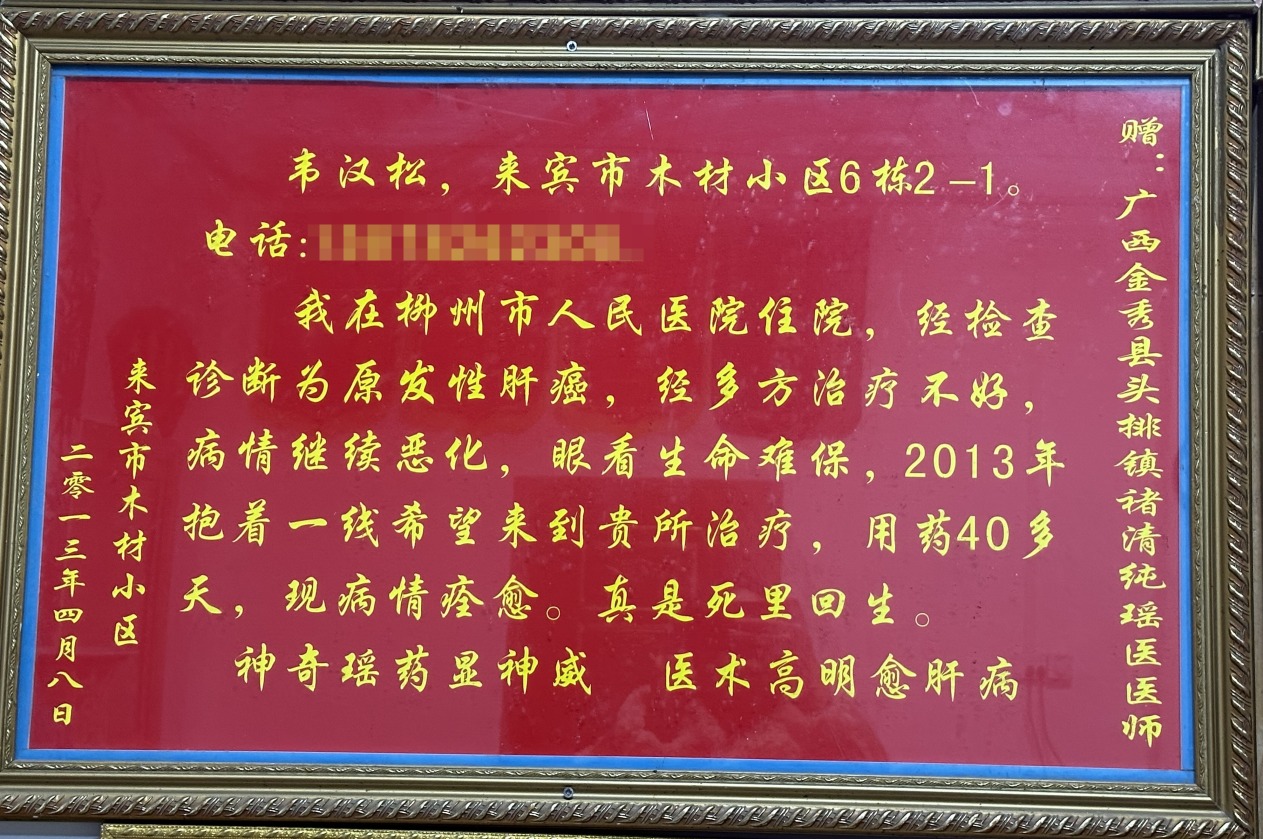 赠：广西金秀县头排镇褚清纯瑶医医师
韦汉松，来宾市木材小区6栋2-1。
电话:
我在柳州市人民医院住院，经检查
诊断为原发性肝癌，经多方治疗不好，
病情继续恶化，眼看生命难保，2013年
抱着一线希望来到贵所治疗，用药40多
天，现病情痊愈。真是死里回生。
神奇瑶药显神威 医术高明愈肝病
来宾市木材小区
二零一三年四月八日